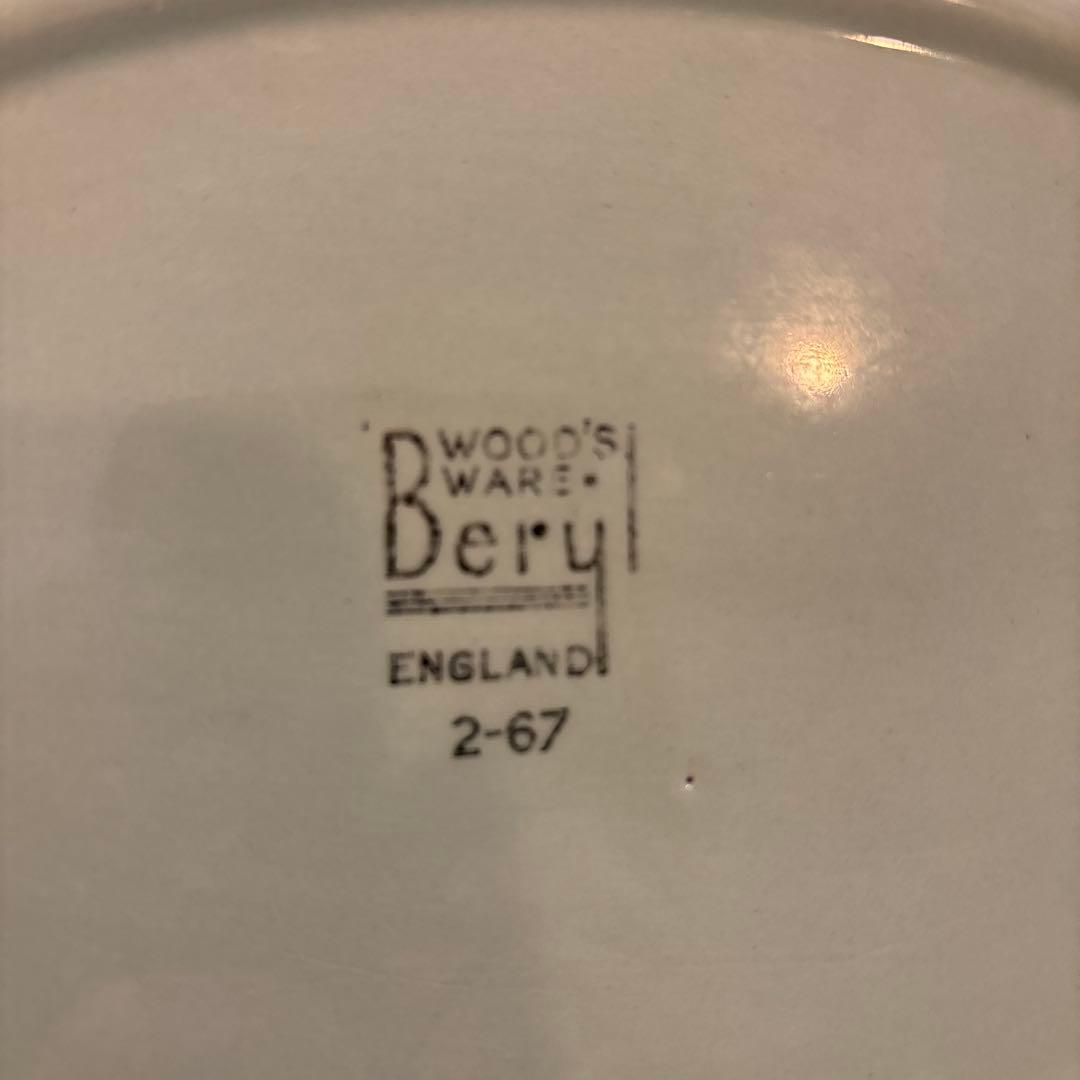 WOOD'S
WARE.
Beryl
ENGLAND
2-67